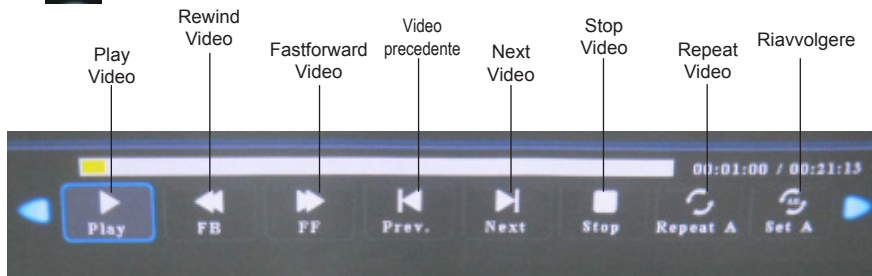 Play
Video
Rewind
Video
Fastforward
Video
Video
precedente
Next
Video
Stop
Video
Repeat
Video
Riavvolgere
00:01:00 / 00:21:13
Play
FB
FF
Prev.
Next
Stop
Repeat A
Set A